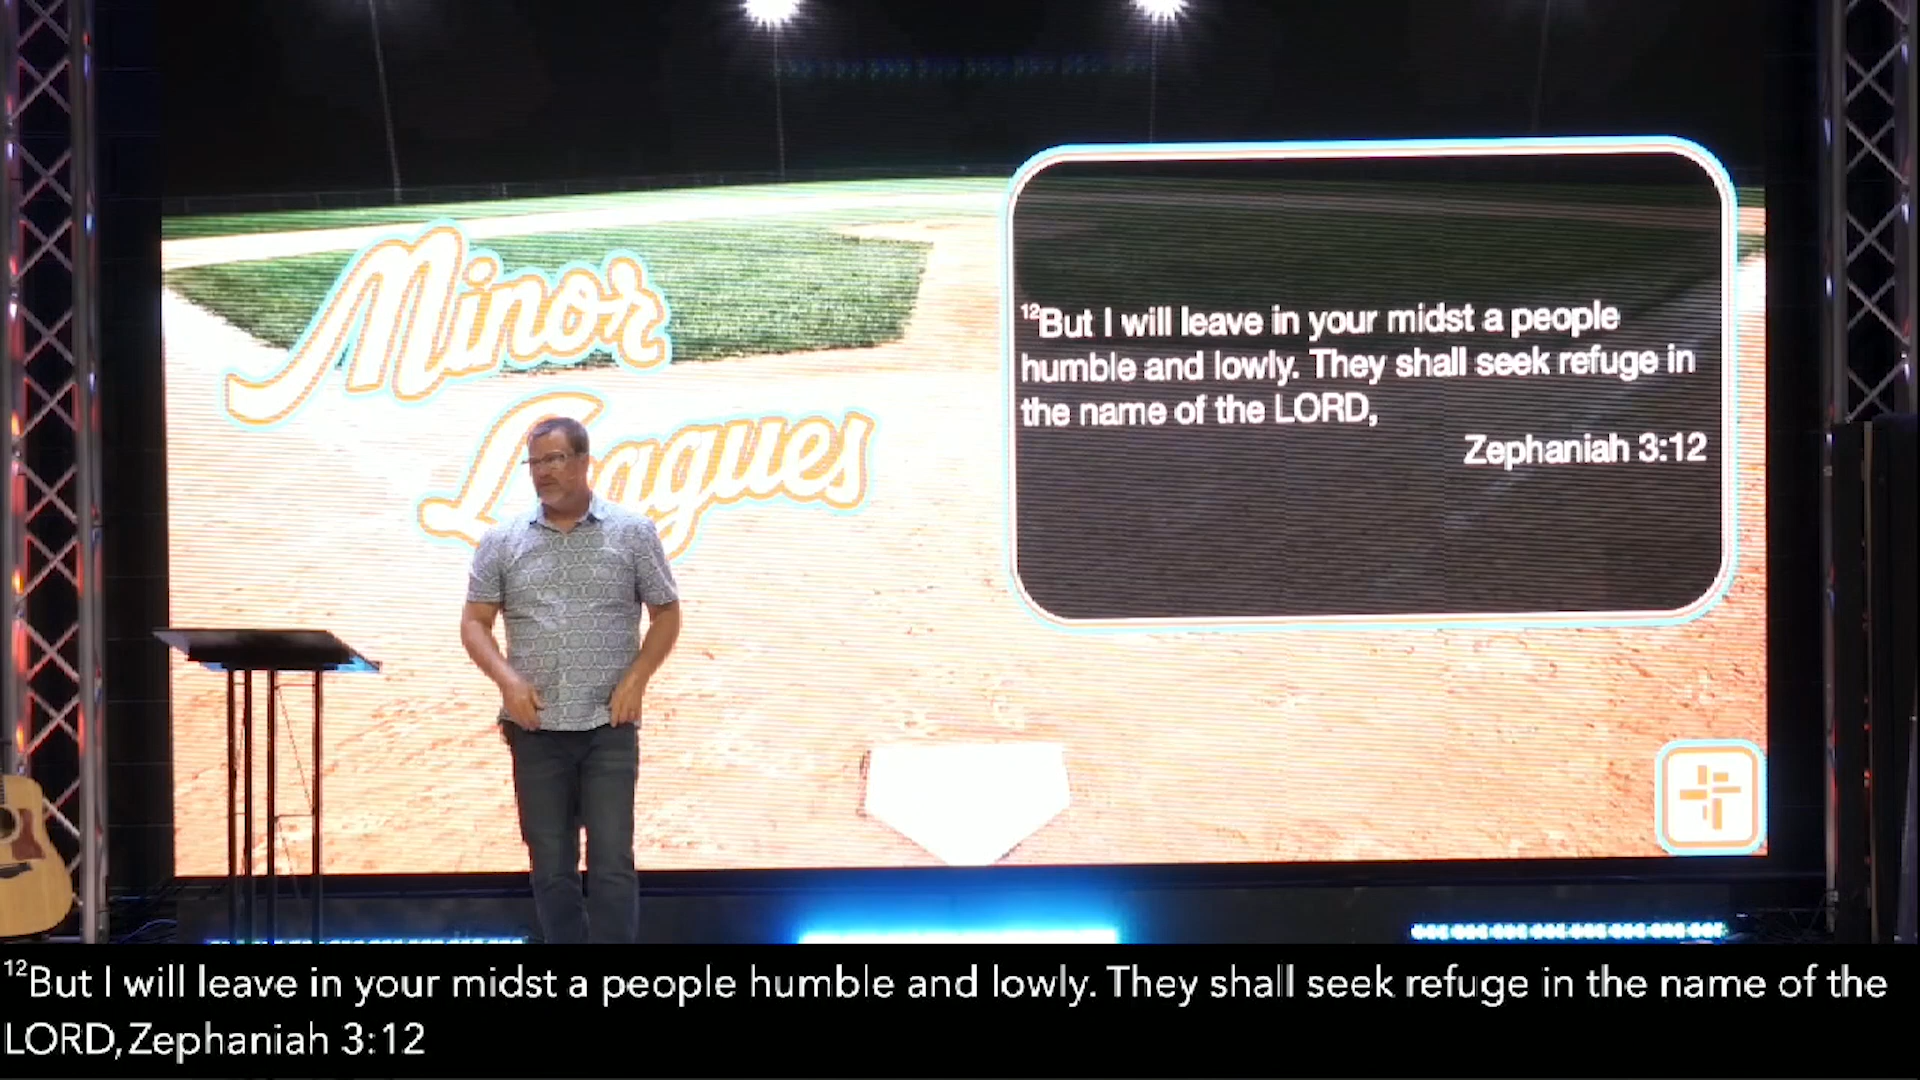 Minor
Leagues
¹²But I will leave in your midst a people
humble and lowly. They shall seek refuge in
the name of the LORD,
Zephaniah 3:12
¹²But I will leave in your midst a people humble and lowly. They shall seek refuge in the name of the
LORD,Zephaniah 3:12